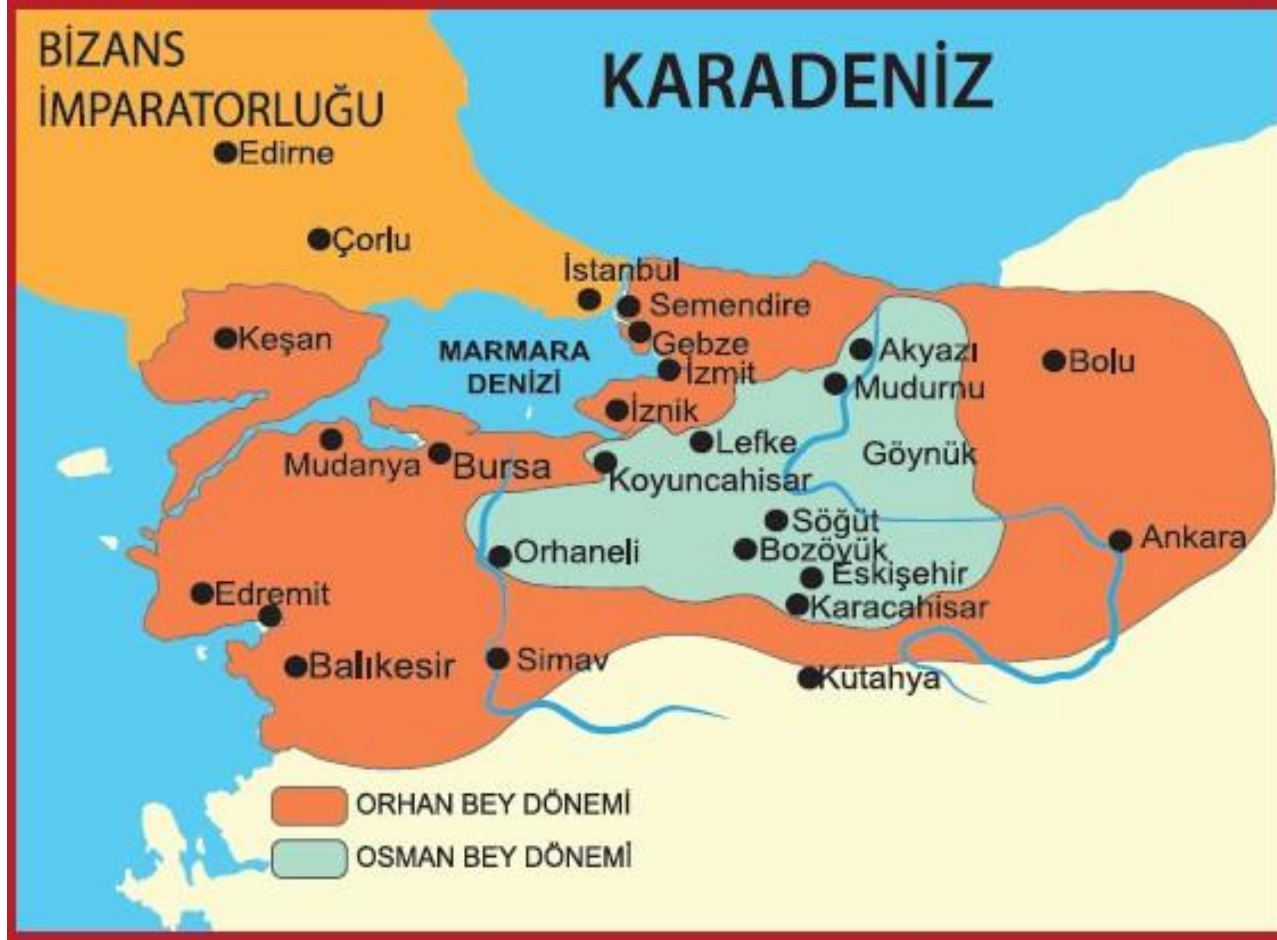 BİZANS
İMPARATORLUĞU
KARADENİZ
Edirne
Çorlu
İstanbul
Semendire
Keşan
MARMARA
DENİZİ
Gebze
İzmit
Akyazı
Mudurnu
Bolu
İznik
Lefke
Göynük
Mudanya
Bursa
Koyuncahisar
Söğüt
Bozöyük
Ankara
Orhaneli
Eskişehir
Karacahisar
Edremit
Balıkesir
Simav
Kütahya
ORHAN BEY DÖNEMİ
OSMAN BEY DÖNEMİ